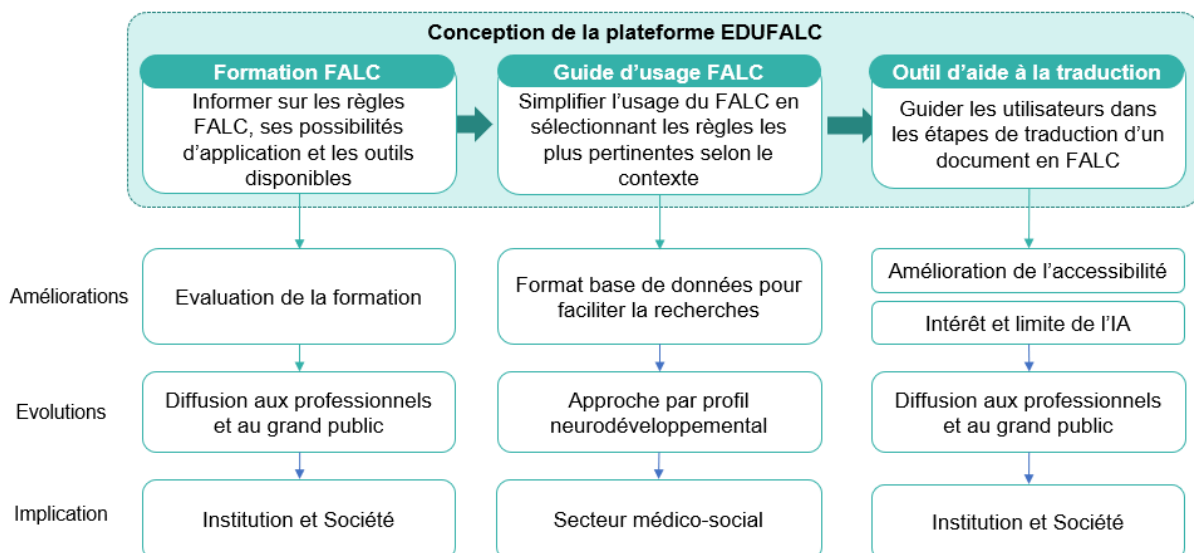 Conception de la plateforme EDUFALC
Formation FALC
Informer sur les règles
FALC, ses possibilités
d’application et les outils
disponibles
Guide d’usage FALC
Simplifier l’usage du FALC en
sélectionnant les règles les
plus pertinentes selon le
contexte
Outil d’aide à la traduction
Guider les utilisateurs dans
les étapes de traduction d’un
document en FALC
Améliorations
Evaluation de la formation
Format base de données pour
faciliter la recherches
Amélioration de l’accessibilité
Intérêt et limite de l’IA
Evolutions
Diffusion aux professionnels
et au grand public
Approche par profil
neurodéveloppemental
Diffusion aux professionnels
et au grand public
Implication
Institution et Société
Secteur médico-social
Institution et Société